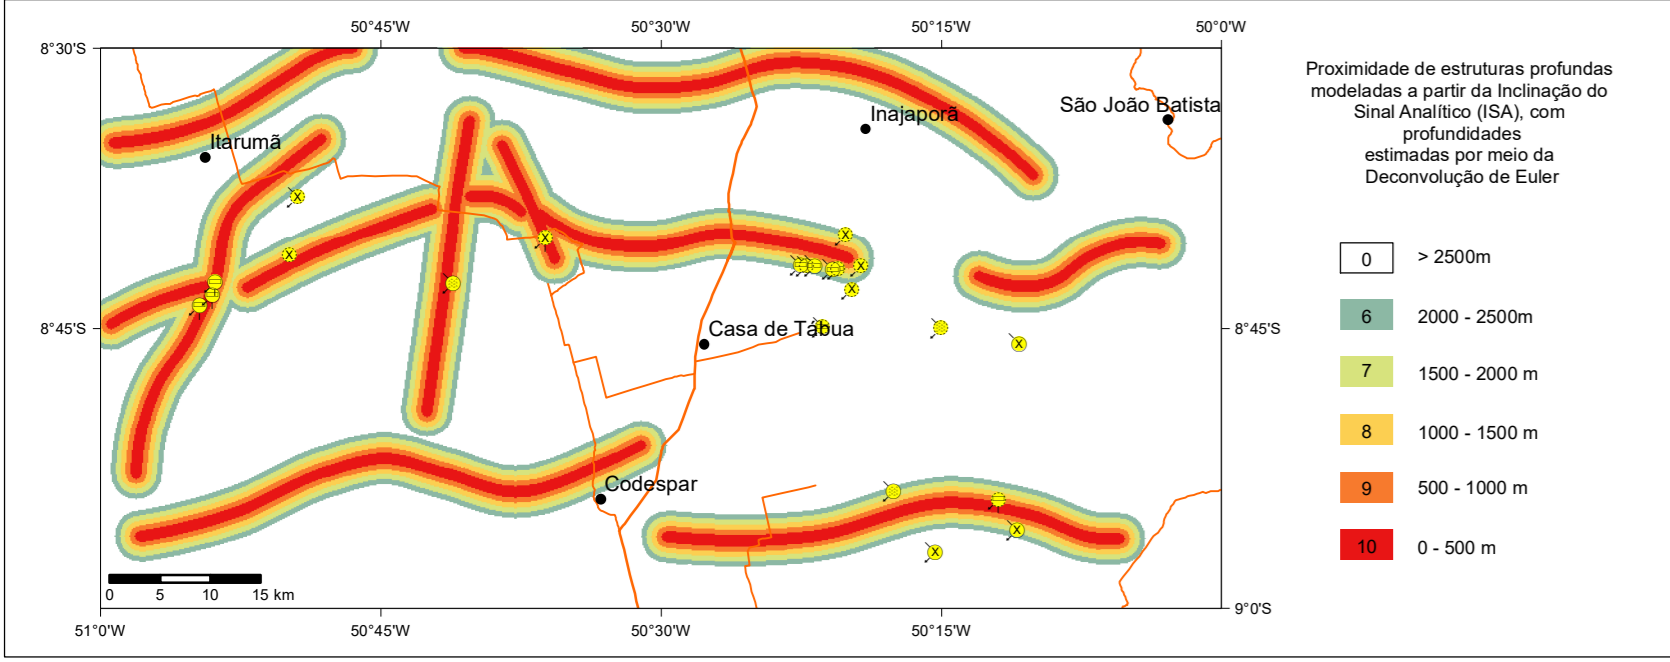 50°45'W
50°30'W
50°15'W
50°0'W
8°30'S
Proximidade de estruturas profundas
modeladas a partir da Inclinação do
Sinal Analítico (ISA), com
profundidades
estimadas por meio da
Deconvolução de Euler
São João Batista
Inajaporã
Itarumã
0
> 2500m
6
2000 - 2500m
8°45'S
Casa de Tábua
8°45'S
7
1500 - 2000 m
8
1000 - 1500 m
Codespar
9
500 - 1000 m
10
0 - 500 m
0
5
10
15 km
9°0'S
51°0'W
50°45'W
50°30'W
50°15'W